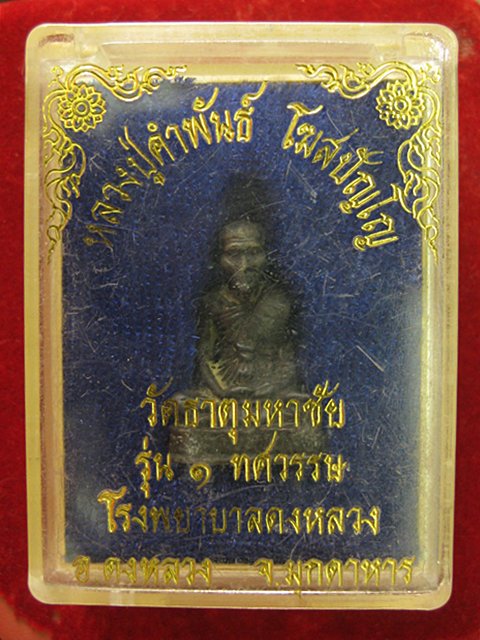 หลวงปู่คำพันธ์ โฆสปัญโญ
วัดธาตุมหาชัย
รุ่น ๑ ทศวรรษ
โรงพยาบาลดงหลวง
อ.ดงหลวง จ.มุกดาหาร